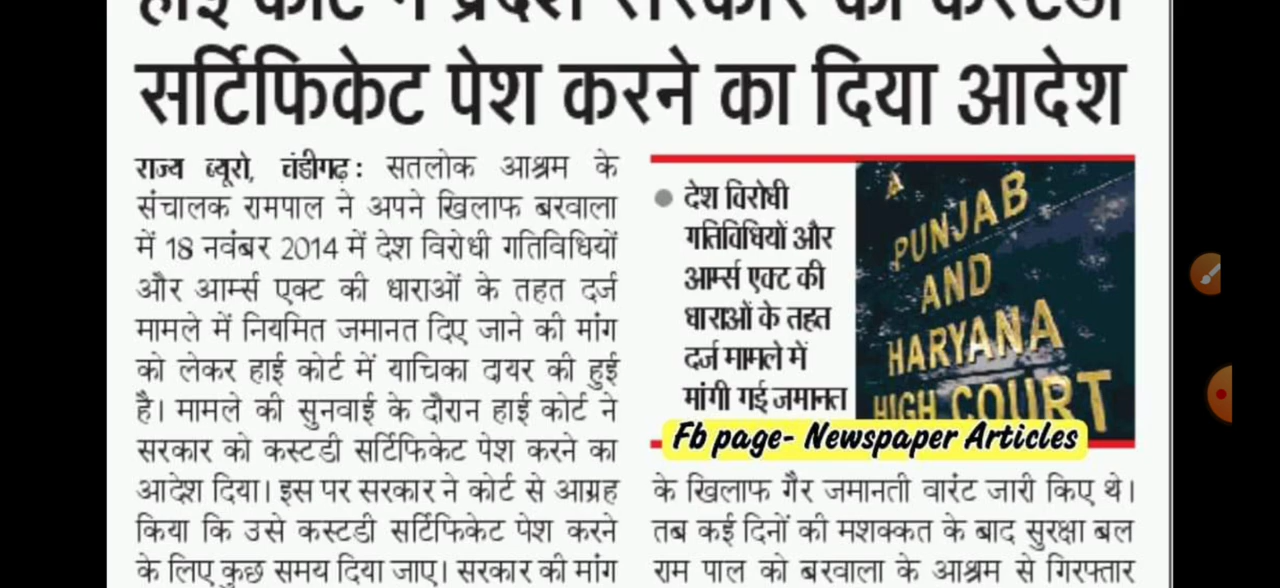 हाई कोर्ट ने प्रदेश सरकार को कस्टडी
सर्टिफिकेट पेश करने का दिया आदेश
राज्य ब्यूरो, चंडीगढ़ : सतलोक आश्रम के
संचालक रामपाल ने अपने खिलाफ बरवाला
में 18 नवंबर 2014 में देश विरोधी गतिविधियों
और आर्म्स एक्ट की धाराओं के तहत दर्ज
मामले में नियमित जमानत दिए जाने की मांग
को लेकर हाई कोर्ट में याचिका दायर की हुई
है। मामले की सुनवाई के दौरान हाई कोर्ट ने
सरकार को कस्टडी सर्टिफिकेट पेश करने का
आदेश दिया। इस पर सरकार ने कोर्ट से आग्रह
किया कि उसे कस्टडी सर्टिफिकेट पेश करने
के लिए कुछ समय दिया जाए। सरकार की मांग
देश विरोधी
गतिविधियों और
आर्म्स एक्ट की
धाराओं के तहत
दर्ज मामले में
मांगी गई जमानत
PUNJAB
AND
HARYANA
HIGH COURT
Fb page- Newspaper Articles
के खिलाफ गैर जमानती वारंट जारी किए थे।
तब कई दिनों की मशक्कत के बाद सुरक्षा बल
राम पाल को बरवाला के आश्रम से गिरफ्तार